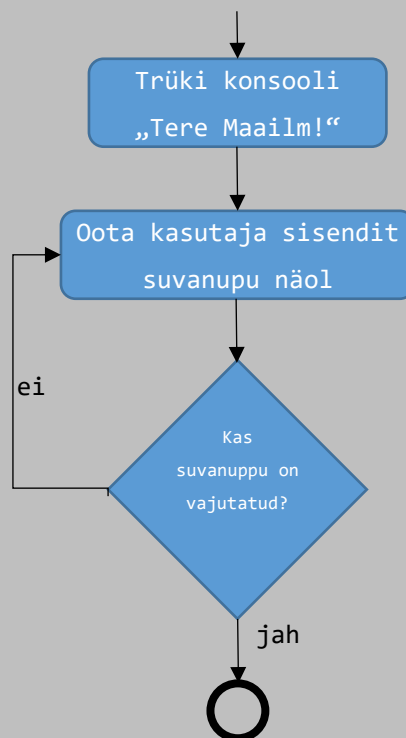 Trüki konsooli
„Tere Maailm!“
Oota kasutaja sisendit
suvanupu näol
ei
Kas
suvanuppu on
vajutatud?
jah